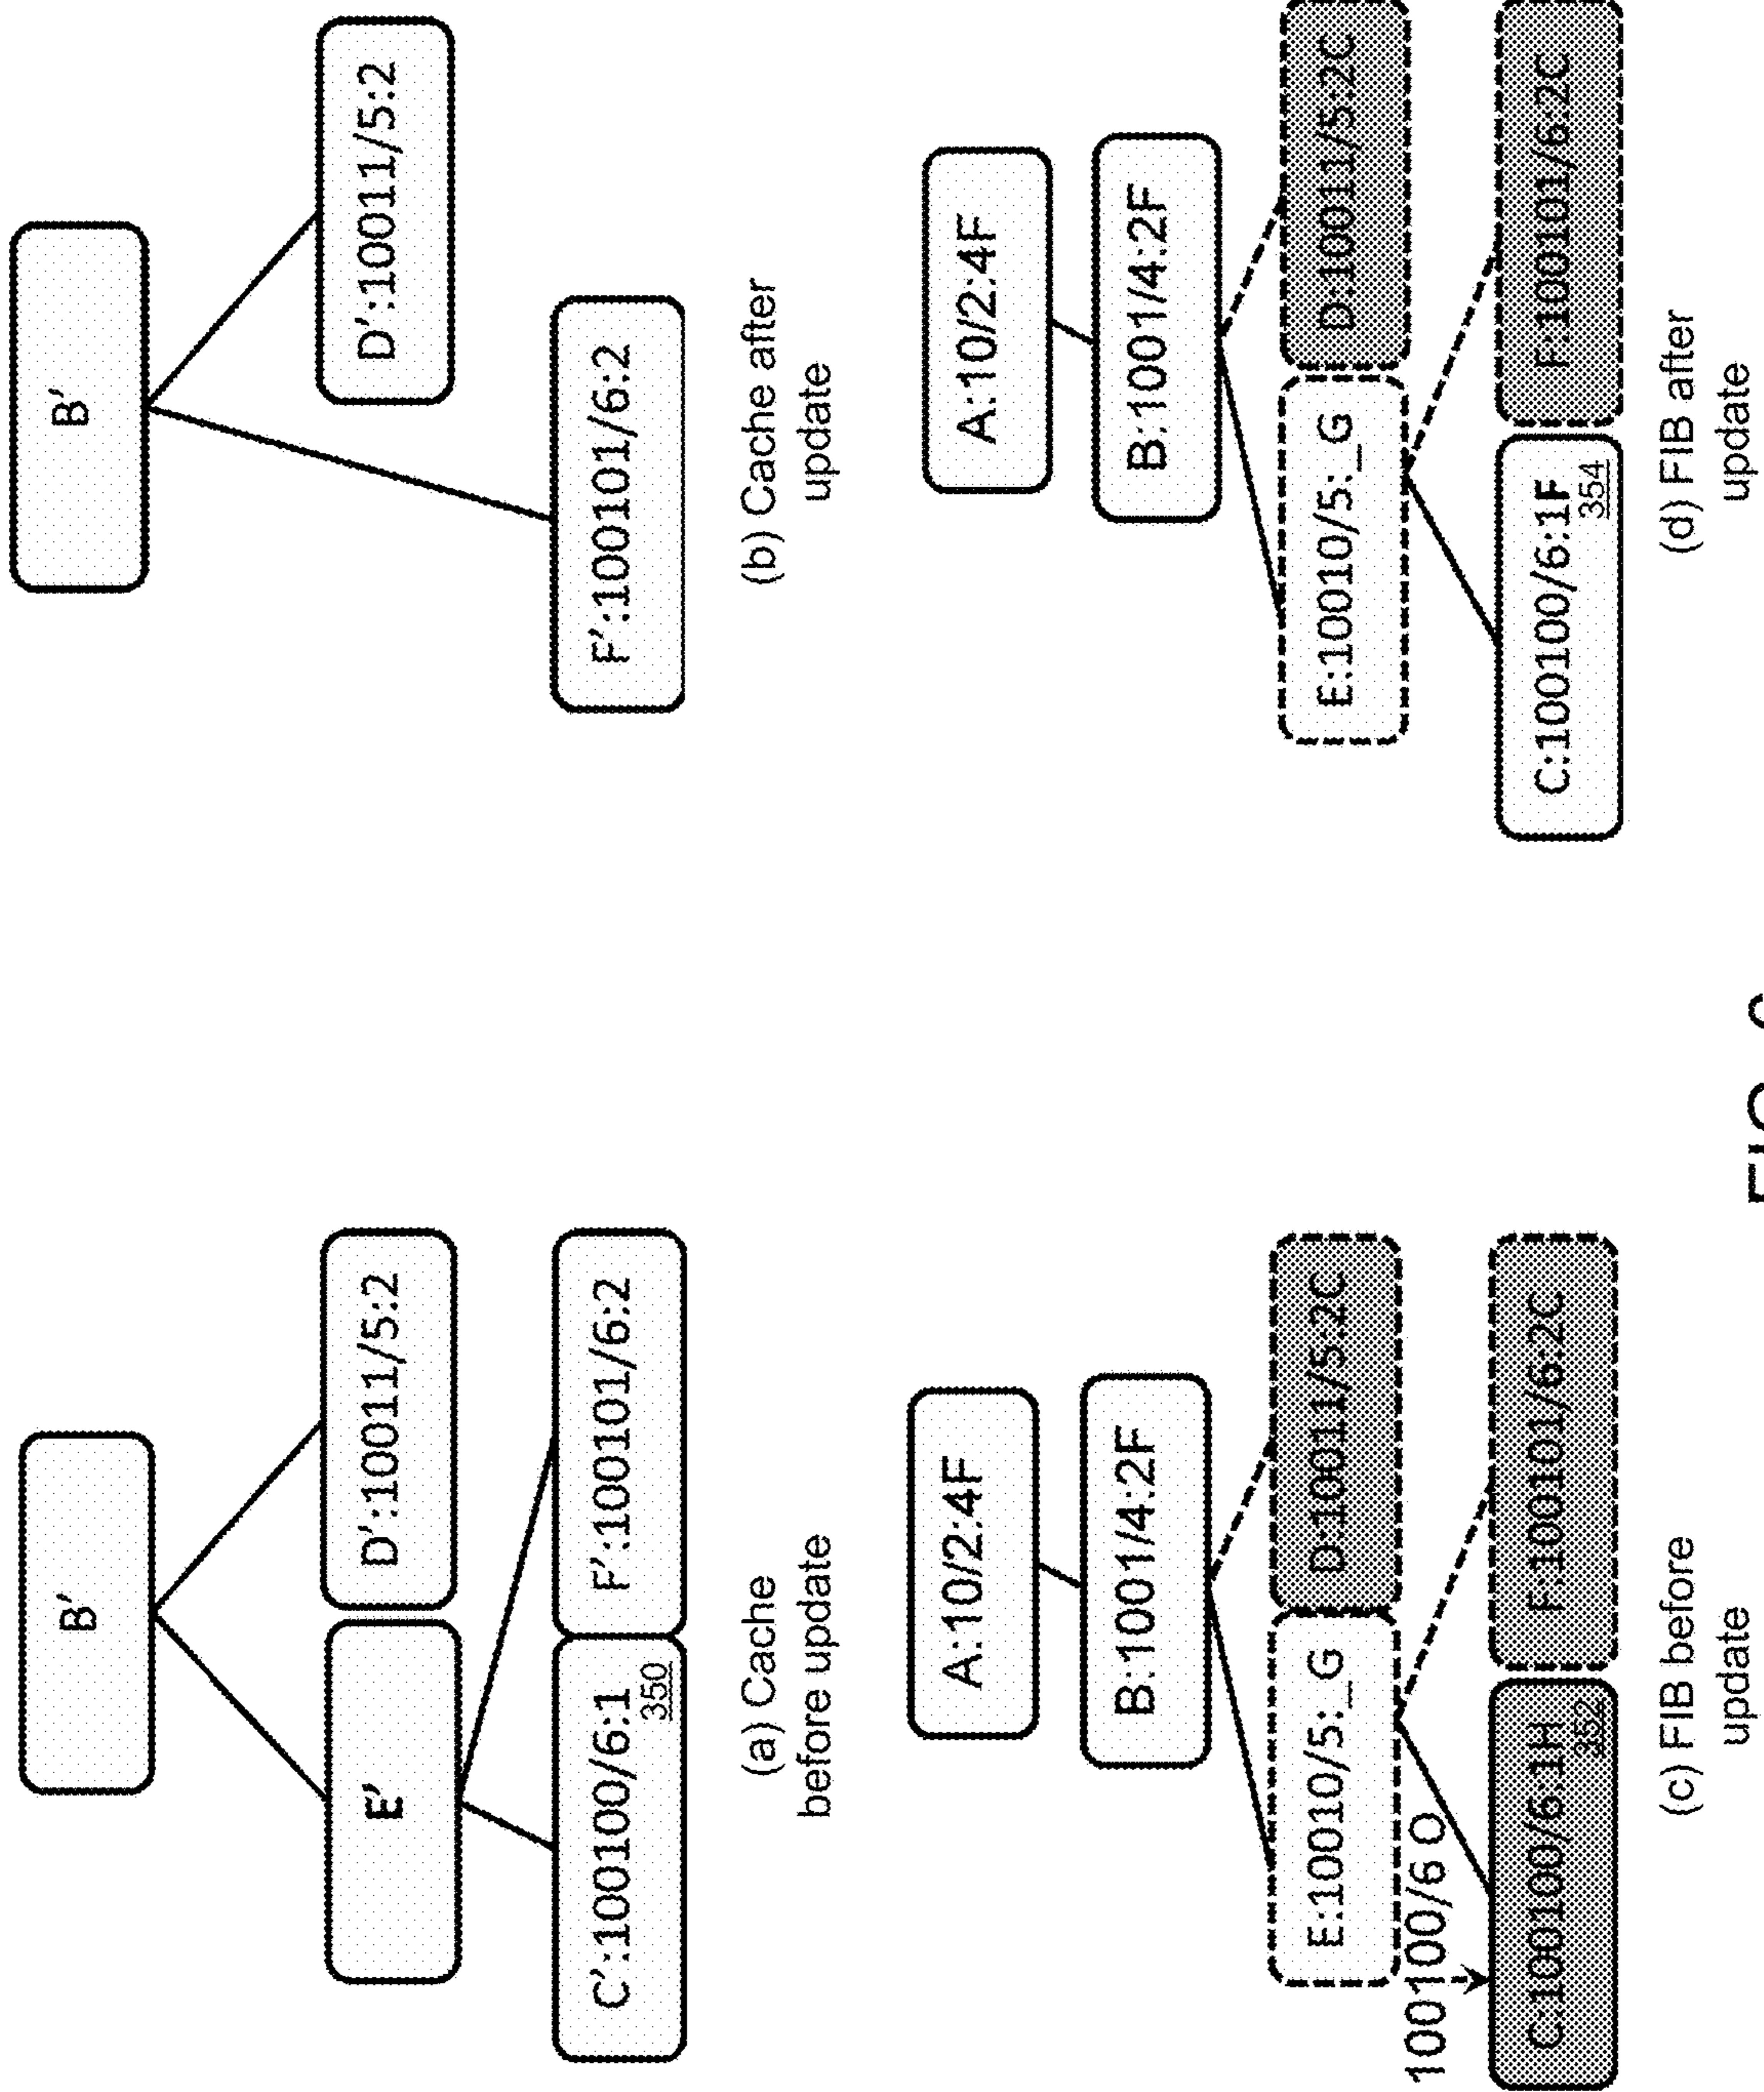 B'
E'
D':10011/5:2
C':100100/6:1
350
F':100101/6:2
(a) Cache
before update
B'
D':10011/5:2
F':100101/6:2
(b) Cache after
update
A:10/2:4F
B:1001/4:2F
E:10010/5:_G
D:10011/5:2C
100100/6 O
C:100100/6:1H
352
F:100101/6:2C
(c) FIB before
update
A:10/2:4F
B:1001/4:2F
E:10010/5:_G
D:10011/5:2C
C:100100/6:1F
354
F:100101/6:2C
(d) FIB after
update